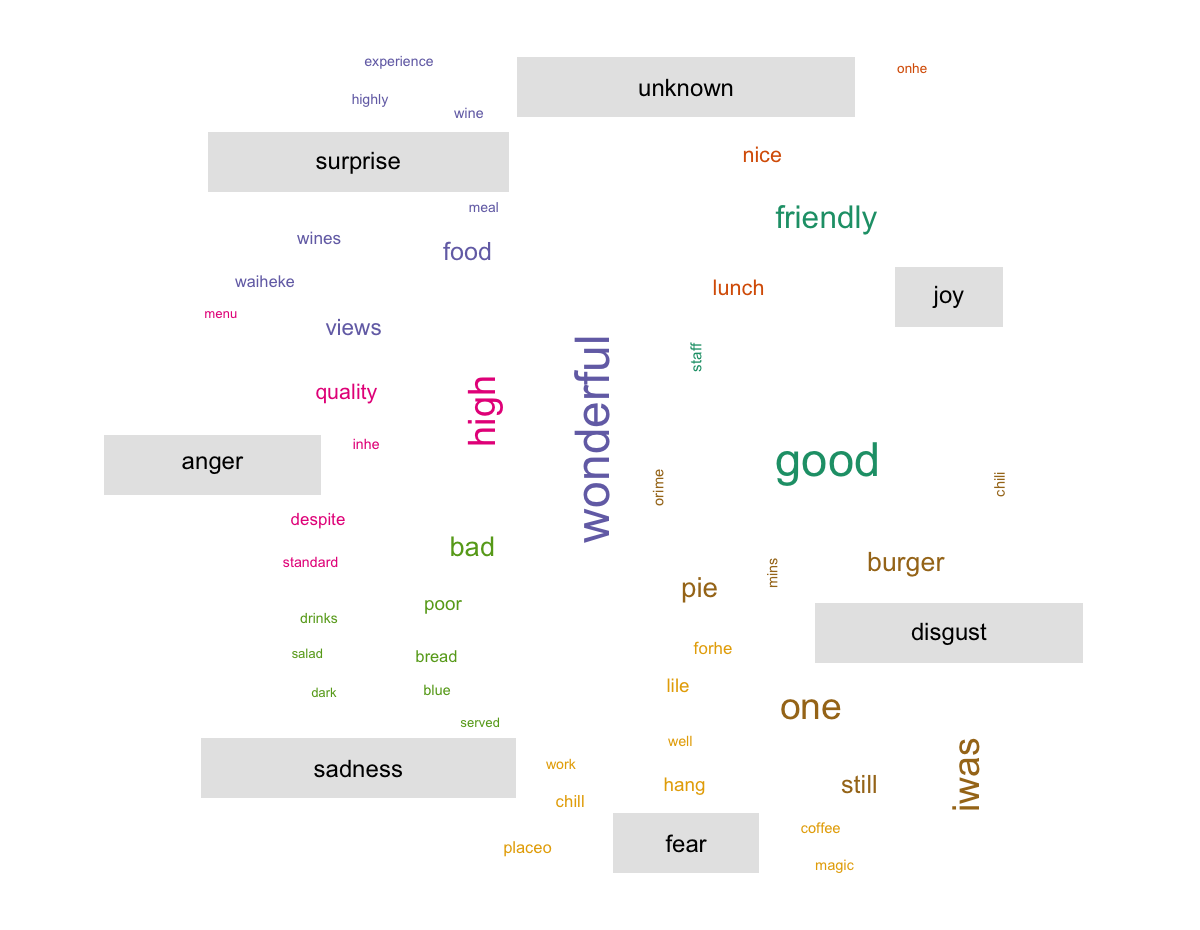 experience
unknown
onhe
highly
wine
surprise
nice
meal
friendly
wines
food
waiheke
lunch
joy
menu
views
staff
quality
high
wonderful
inhe
anger
good
orime
chili
despite
bad
standard
pie
mins
burger
poor
drinks
disgust
forhe
salad
bread
lile
dark
blue
one
served
well
sadness
work
hang
still
iwas
chill
placeo
fear
coffee
magic